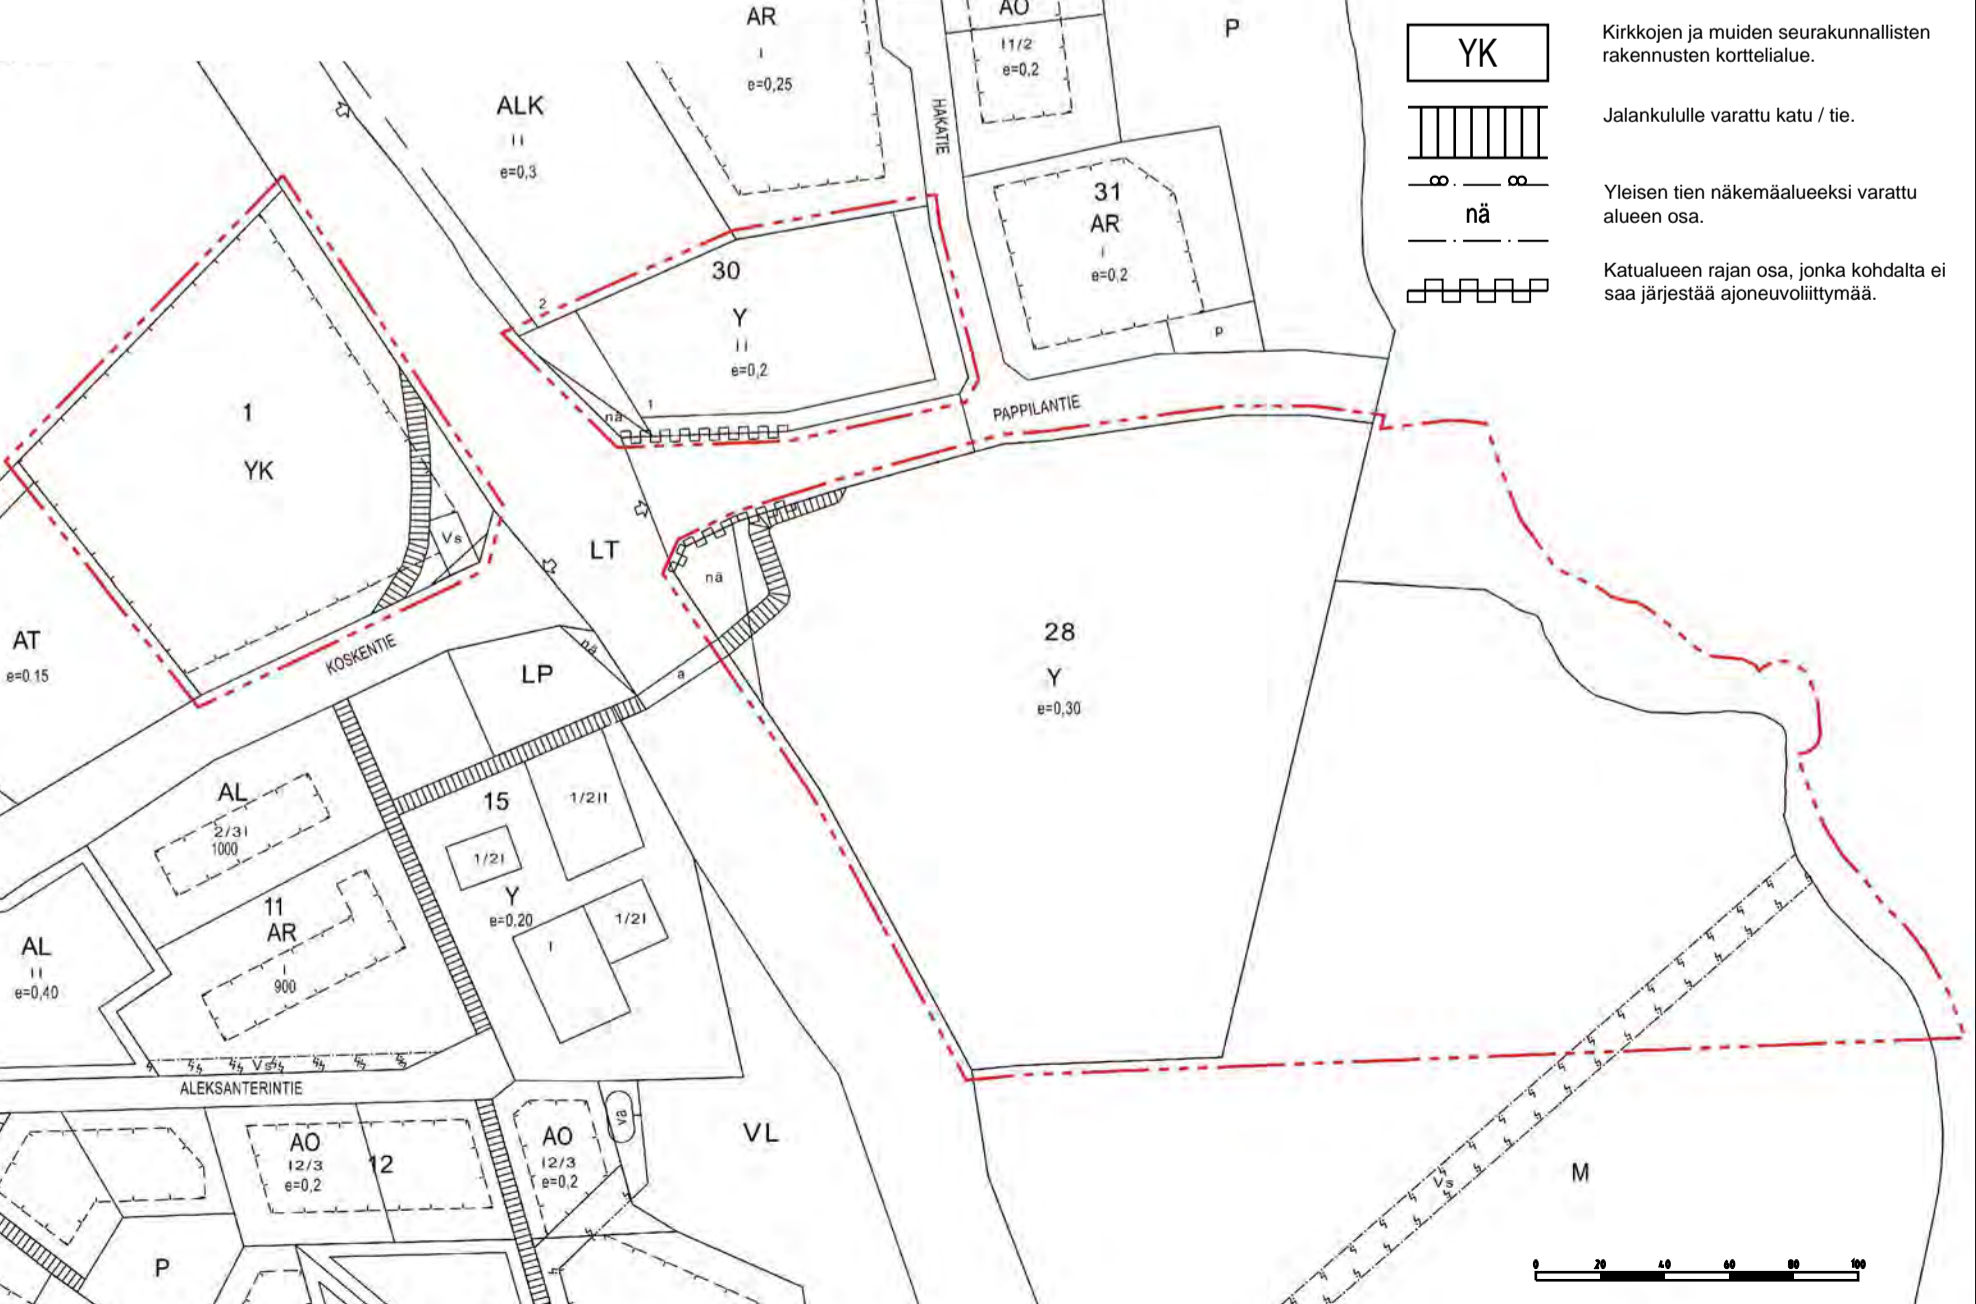 AR
I
e=0,25
AO
I1/2
e=0,2
P
YK
Kirkkojen ja muiden seurakunnallisten
rakennusten korttelialue.
Jalankululle varattu katu / tie.
nä
Yleisen tien näkemäalueeksi varattu
alueen osa.
Katualueen rajan osa, jonka kohdalta ei
saa järjestää ajoneuvoliittymää.
ALK
II
e=0,3
HAKATIE
31
AR
I
e=0,2
p
2
30
Y
II
e=0,2
nä
1
PAPPILANTIE
1
YK
Vs
LT
nä
28
Y
e=0,30
AT
e=0.15
KOSKENTIE
LP
nä
a
AL
2/3I
1000
15
1/2II
1/2I
Y
e=0,20
1/2I
I
11
AR
I
900
AL
II
e=0,40
Vs
ALEKSANTERINTIE
AO
I2/3
e=0,2
12
AO
I2/3
e=0,2
va
VL
P
M
Vs
0 20 40 60 80 100